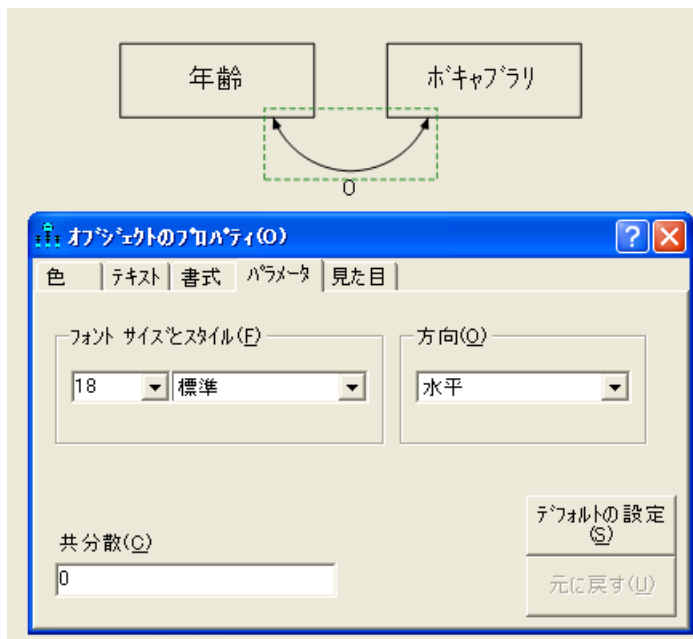 年齢
ボキャブラリ
0
オブジェクトのプロパティ(O)
色
テキスト
書式
パラメータ
見た目
フォント サイズとスタイル(F)
方向(O)
18
標準
水平
共分散(C)
0
デフォルトの設定
(S)
元に戻す(U)